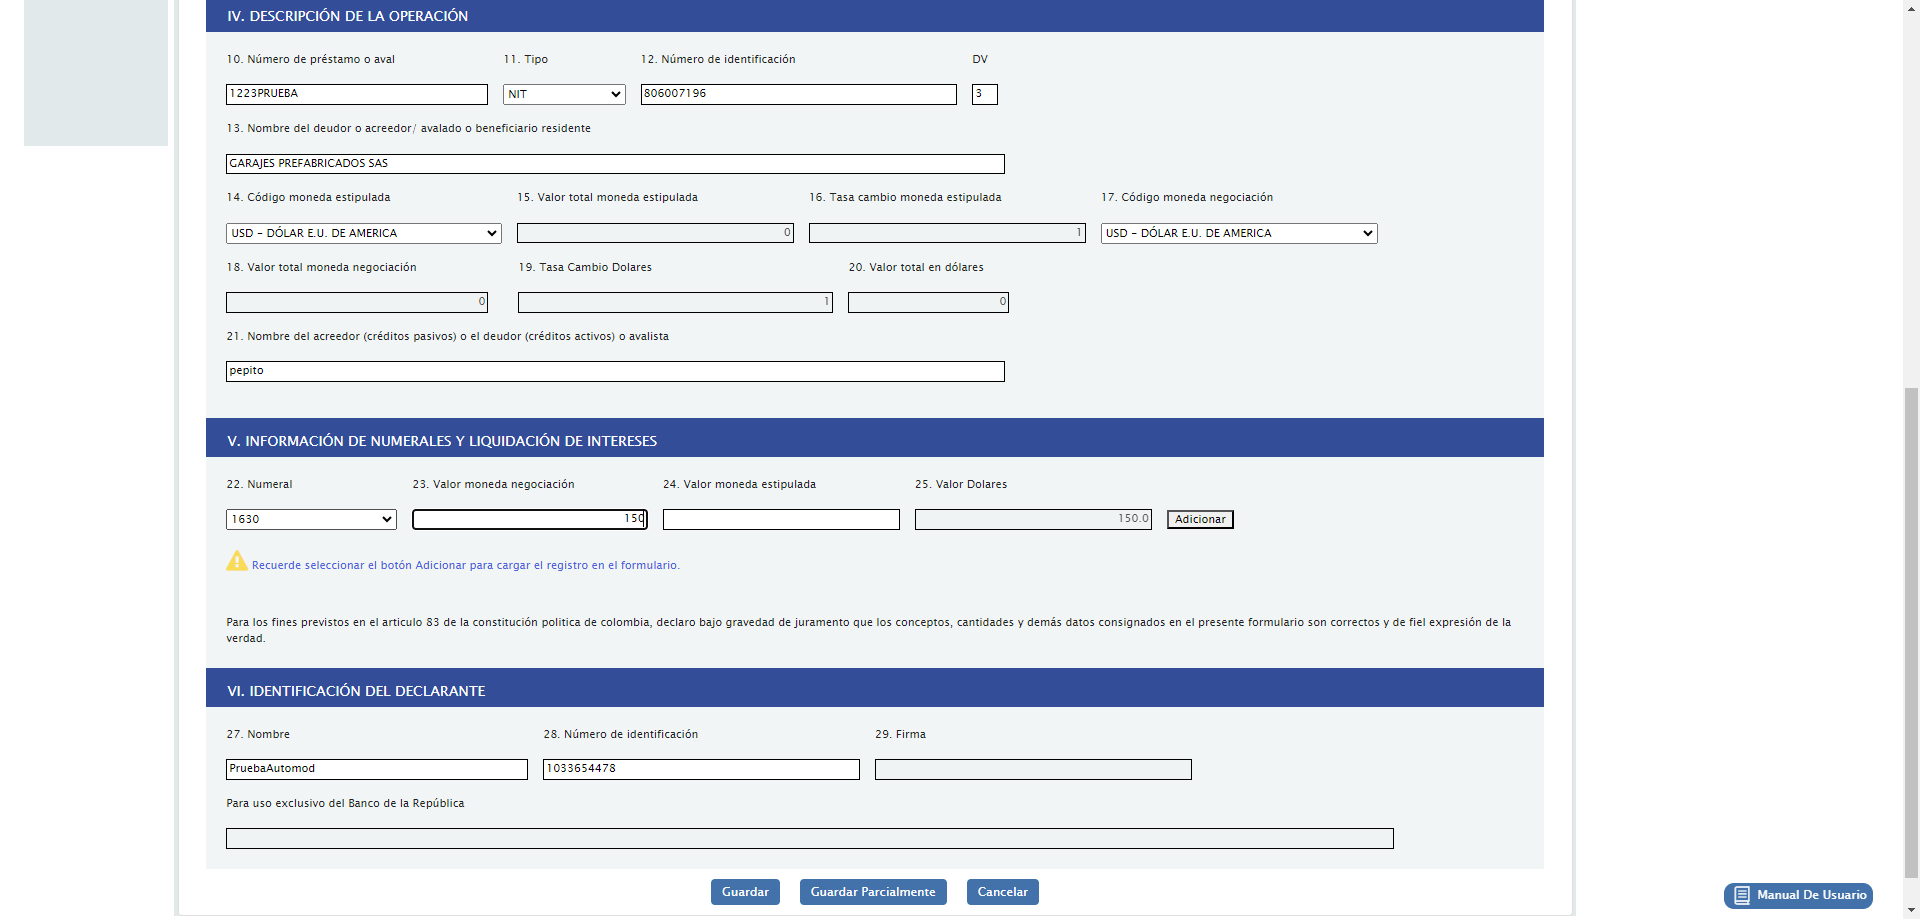 IV. DESCRIPCIÓN DE LA OPERACIÓN
10. Número de préstamo o aval
11. Tipo
12. Número de identificación
DV
1223PRUEBA
NIT
806007196
3
13. Nombre del deudor o acreedor/ avalado o beneficiario residente
GARAJES PREFABRICADOS SAS
14. Código moneda estipulada
15. Valor total moneda estipulada
16. Tasa cambio moneda estipulada
17. Código moneda negociación
USD - DÓLAR E.U. DE AMERICA
0
1
USD - DÓLAR E.U. DE AMERICA
18. Valor total moneda negociación
19. Tasa Cambio Dolares
20. Valor total en dólares
0
1
0
21. Nombre del acreedor (créditos pasivos) o el deudor (créditos activos) o avalista
pepito
V. INFORMACIÓN DE NUMERALES Y LIQUIDACIÓN DE INTERESES
22. Numeral
23. Valor moneda negociación
24. Valor moneda estipulada
25. Valor Dolares
1630
150
150.0
Adicionar
Recuerde seleccionar el botón Adicionar para cargar el registro en el formulario.
Para los fines previstos en el articulo 83 de la constitución politica de colombia, declaro bajo gravedad de juramento que los conceptos, cantidades y demás datos consignados en el presente formulario son correctos y de fiel expresión de la
verdad.
VI. IDENTIFICACIÓN DEL DECLARANTE
27. Nombre
28. Número de identificación
29. Firma
PruebaAutomod
1033654478
Para uso exclusivo del Banco de la República
Guardar
Guardar Parcialmente
Cancelar
Manual De Usuario